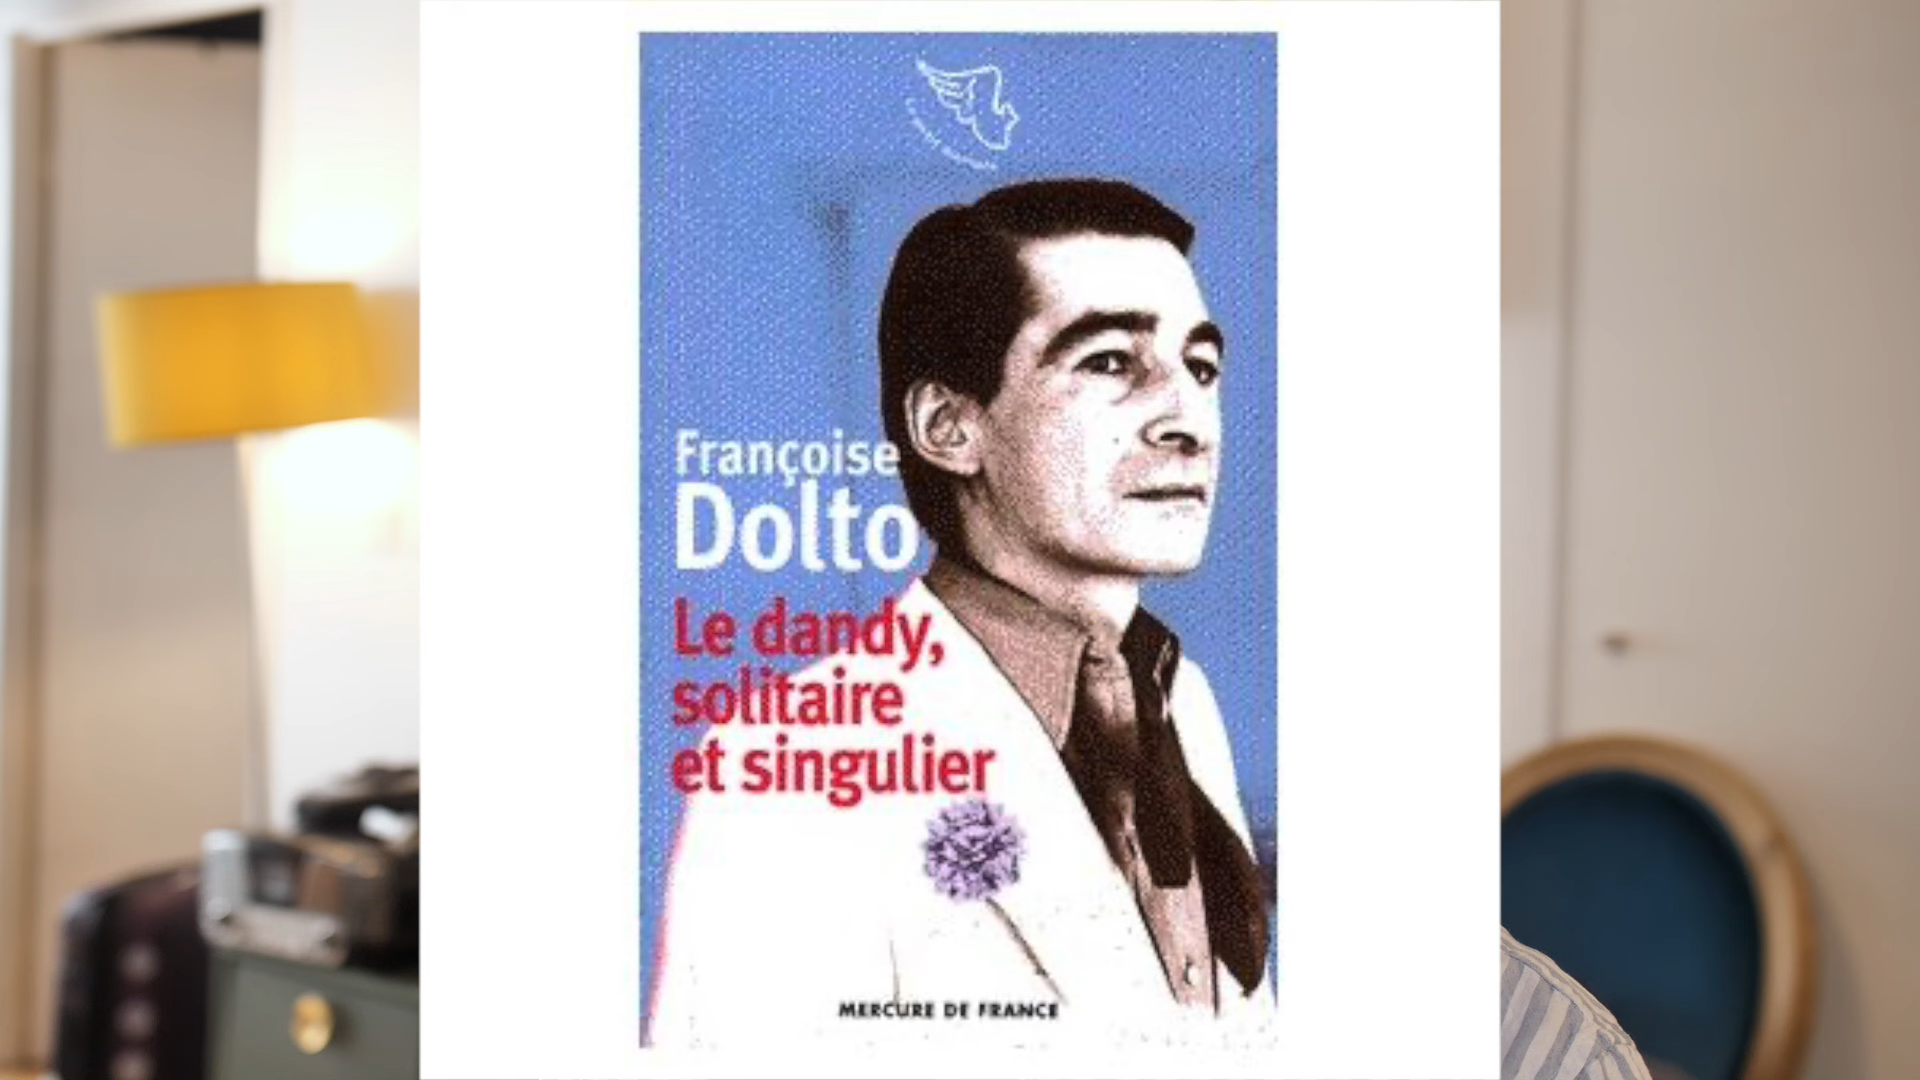 Françoise
Dolto
Le dandy,
solitaire
et singulier
MERCURE DE FRANCE